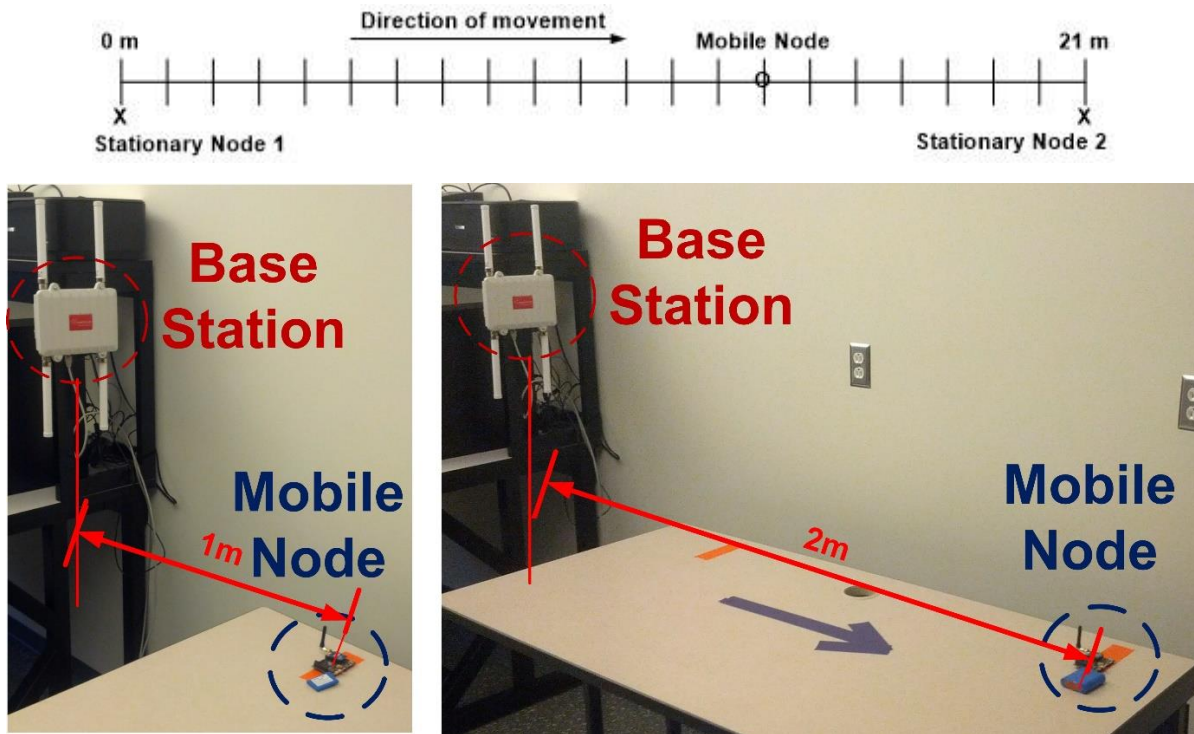 Direction of movement
0 m
Mobile Node
21 m
X
Stationary Node 1
X
Stationary Node 2
Base
Station
Mobile
Node
1m
Base
Station
Mobile
Node
2m